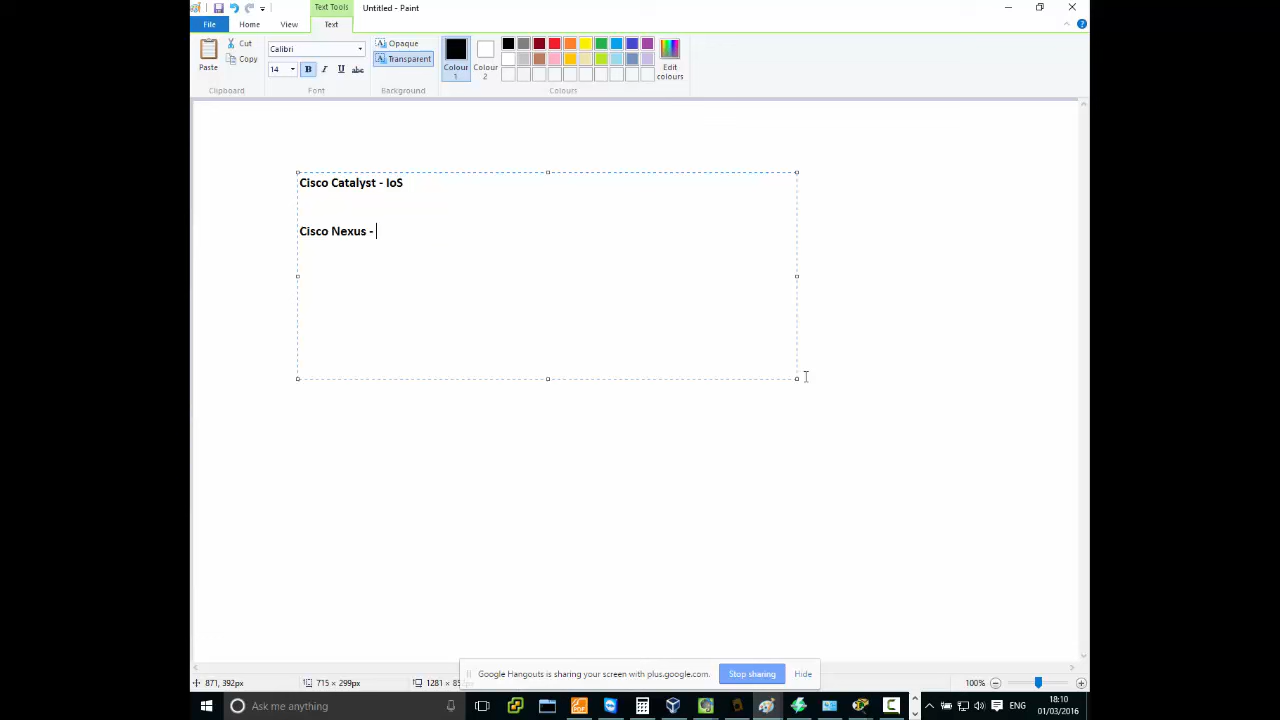 Text Tools
Untitled - Paint
File
Home
View
Text
Paste
Cut
Copy
Clipboard
Calibri
14
B
I
U
abc
Font
Opaque
Transparent
Background
Colour 1
Colour 2
Edit colours
Colours
Cisco Catalyst - IoS
Cisco Nexus -
Google Hangouts is sharing your screen with plus.google.com.
Stop sharing
Hide
871, 392px
715 × 299px
100%
Ask me anything
ENG
18:10
01/03/2016